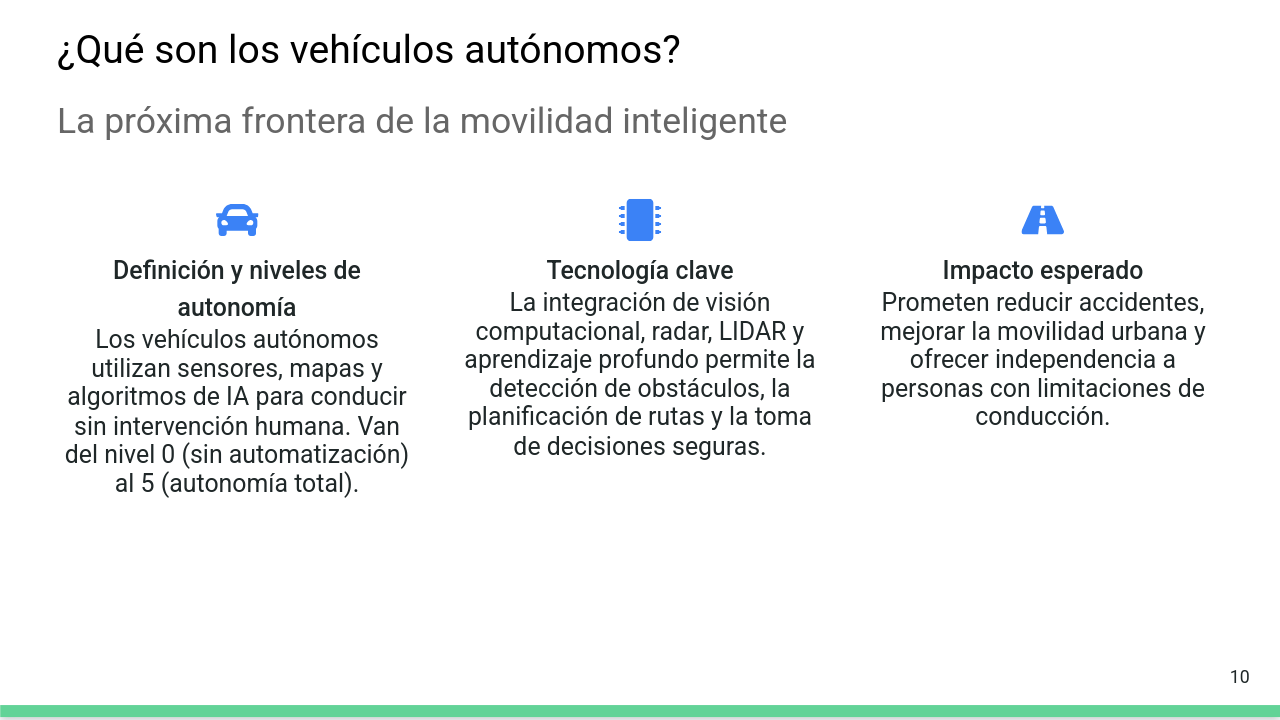 ¿Qué son los vehículos autónomos?
La próxima frontera de la movilidad inteligente
Definición y niveles de
autonomía
Los vehículos autónomos
utilizan sensores, mapas y
algoritmos de IA para conducir
sin intervención humana. Van
del nivel 0 (sin automatización)
al 5 (autonomía total).
Tecnología clave
La integración de visión
computacional, radar, LIDAR y
aprendizaje profundo permite la
detección de obstáculos, la
planificación de rutas y la toma
de decisiones seguras.
Impacto esperado
Prometen reducir accidentes,
mejorar la movilidad urbana y
ofrecer independencia a
personas con limitaciones de
conducción.
10